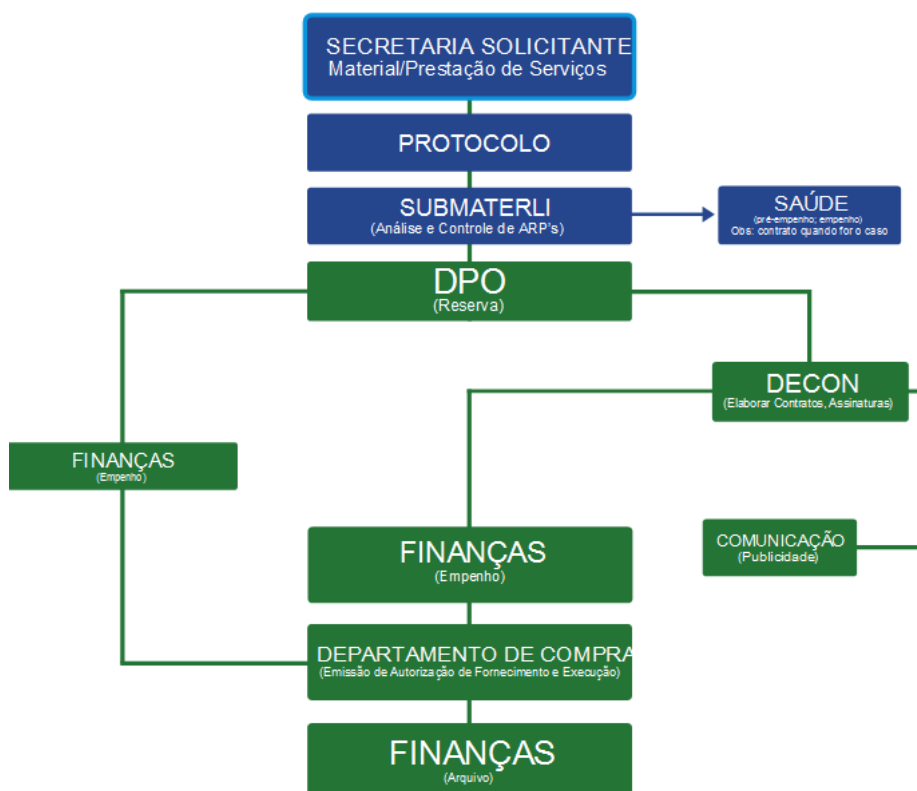 SECRETARIA SOLICITANTE
Material/Prestação de Serviços
PROTOCOLO
SUBMATERLI
(Análise e Controle de ARP's)
SAÚDE
(pré-empenho; empenho)
Obs: contrato quando for o caso
DPO
(Reserva)
DECON
(Elaborar Contratos, Assinaturas)
FINANÇAS
(Empenho)
FINANÇAS
(Empenho)
COMUNICAÇÃO
(Publicidade)
DEPARTAMENTO DE COMPRA
(Emissão de Autorização de Fornecimento e Execução)
FINANÇAS
(Arquivo)